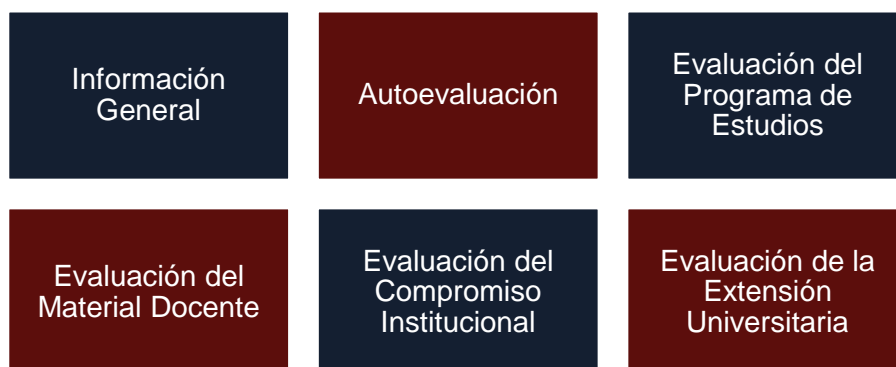 Información
General
Autoevaluación
Evaluación del
Programa de
Estudios
Evaluación del
Material Docente
Evaluación del
Compromiso
Institucional
Evaluación de la
Extensión
Universitaria